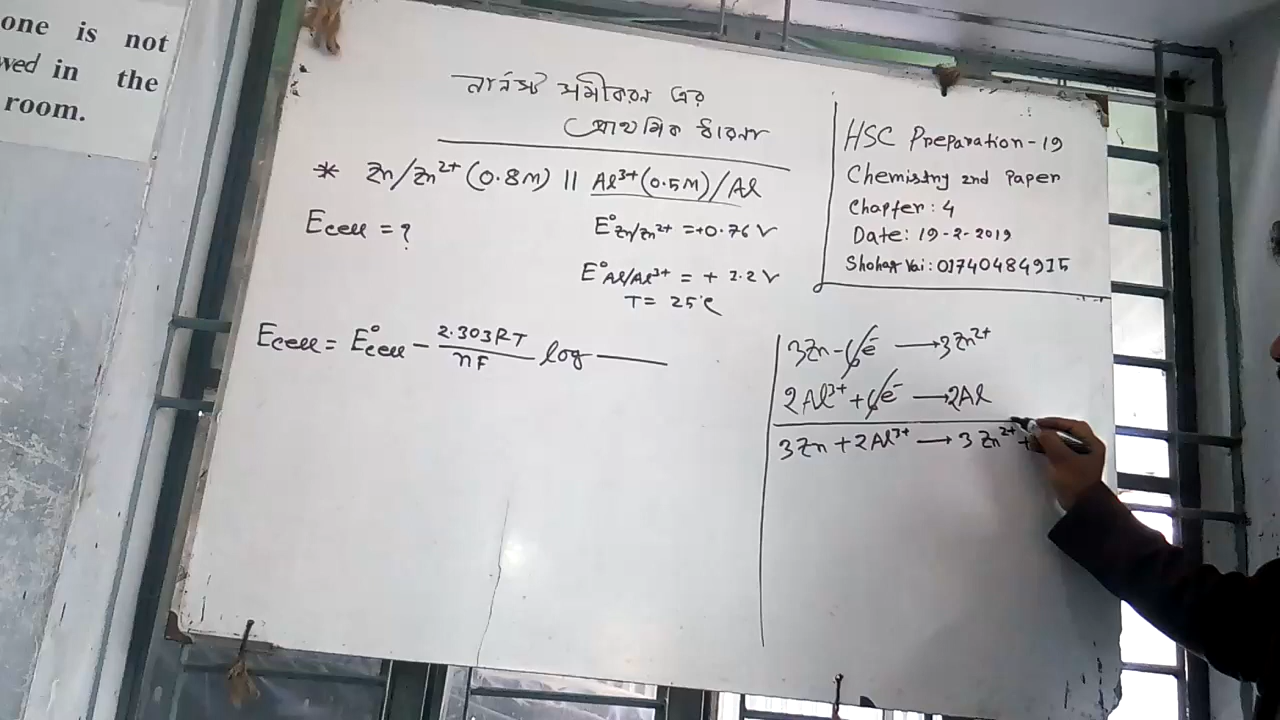 one is not
wed in the
room.
নার্নস্ট সমীকরন এর
প্রাথমিক ধারনা
* Zn/Zn²⁺ (0.8M) || Al³⁺(0.5M)/Al
Ecell = ?
E°Zn/Zn²⁺ = +0.76 V
E°Al/Al³⁺ = + 1.2 V
T = 25°C
Ecell = E°cell - 2.303RT/nF log
HSC Preparation-19
Chemistry 2nd Paper
Chapter: 4
Date: 19-2-2019
Shohag Vai: 01740484915
3Zn - 6e⁻ → 3Zn²⁺
2Al³⁺ + 6e⁻ → 2Al
3Zn + 2Al³⁺ → 3Zn²⁺ +